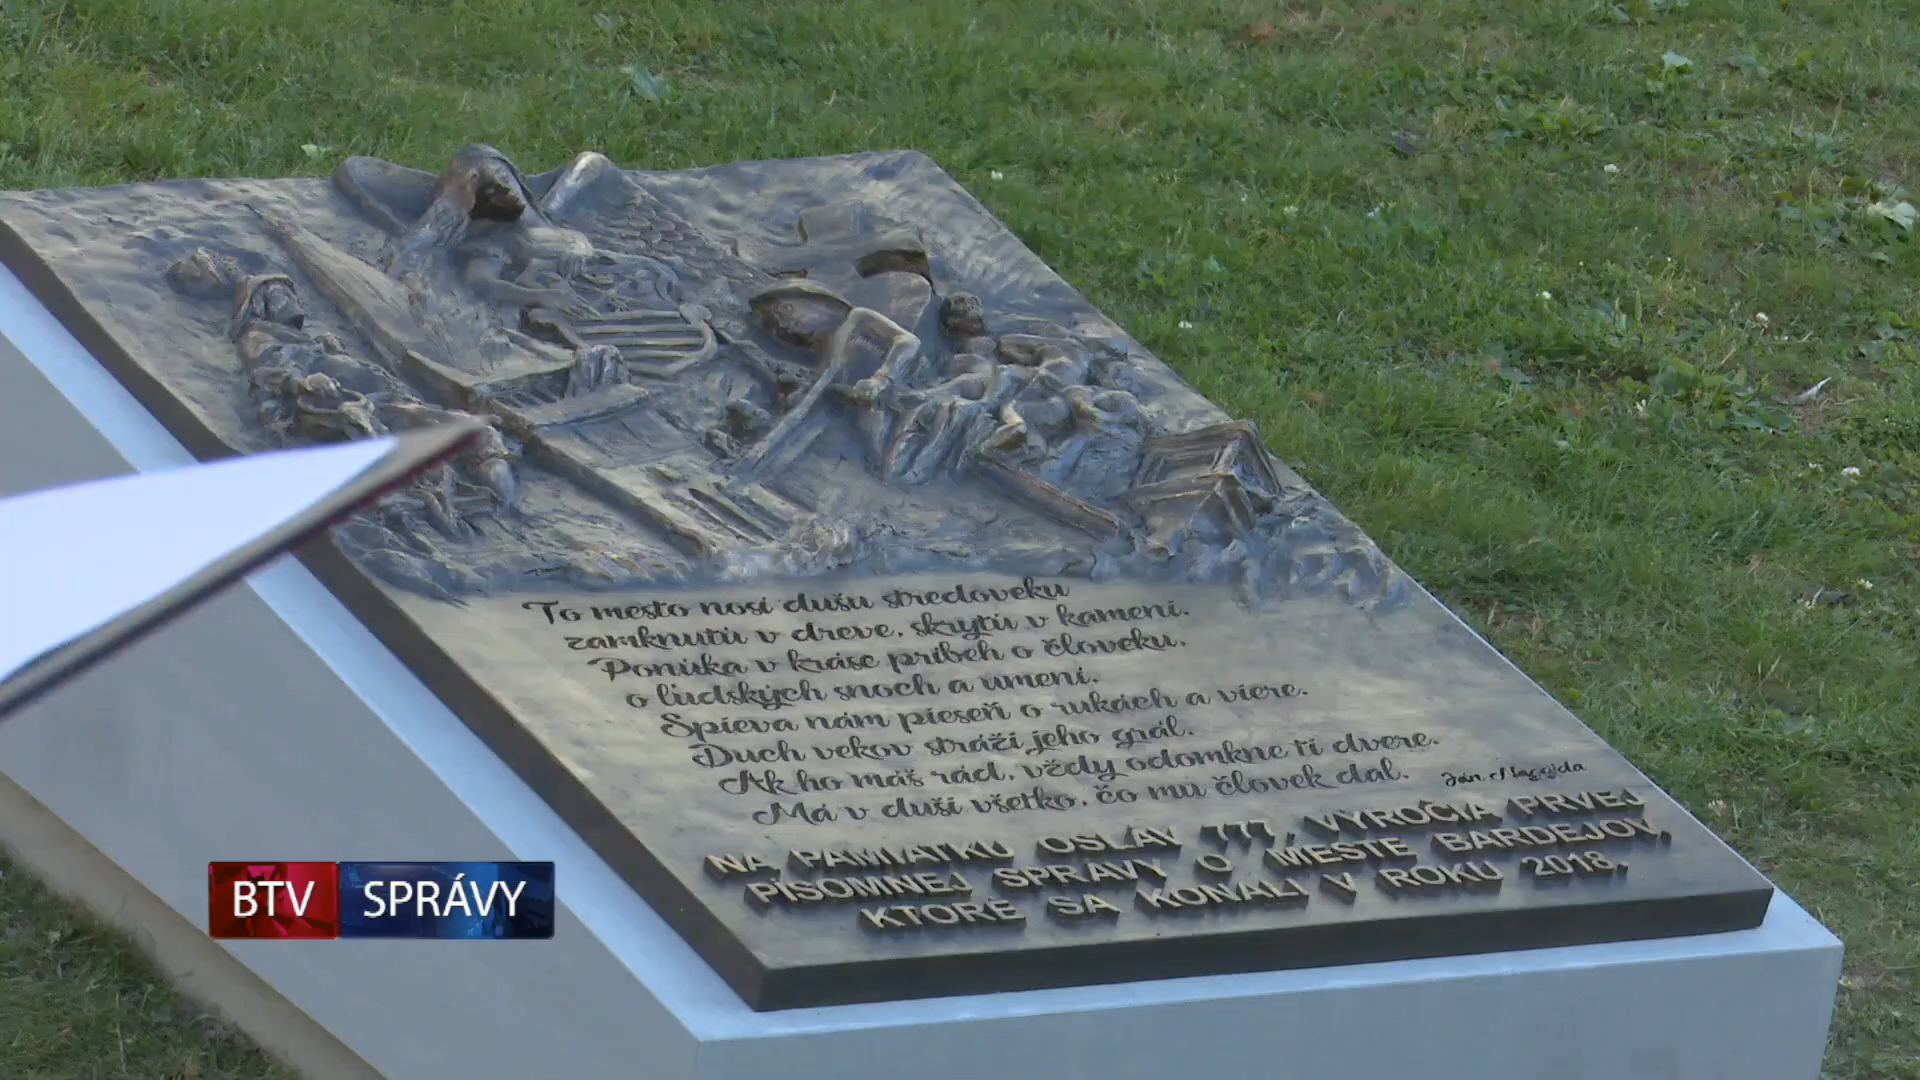 To mesto nosí dušu stredoveku
zamknutú v dreve, skrytú v kameni.
Ponúka v kráse príbeh o človeku,
o ľudských snoch a umení.
Spieva nám pieseň o rukách a viere.
Duch vekov stráži jeho grál.
Ak ho máš rád, vždy odomkne ti dvere.
Má v duši všetko, čo mu človek dal.
Ján
NA PAMIATKU OSLÁV 777. VÝROČIA PRVEJ
PÍSOMNEJ SPRÁVY O MESTE BARDEJOV,
KTORÉ SA KONALI V ROKU 2018.
BTV SPRÁVY